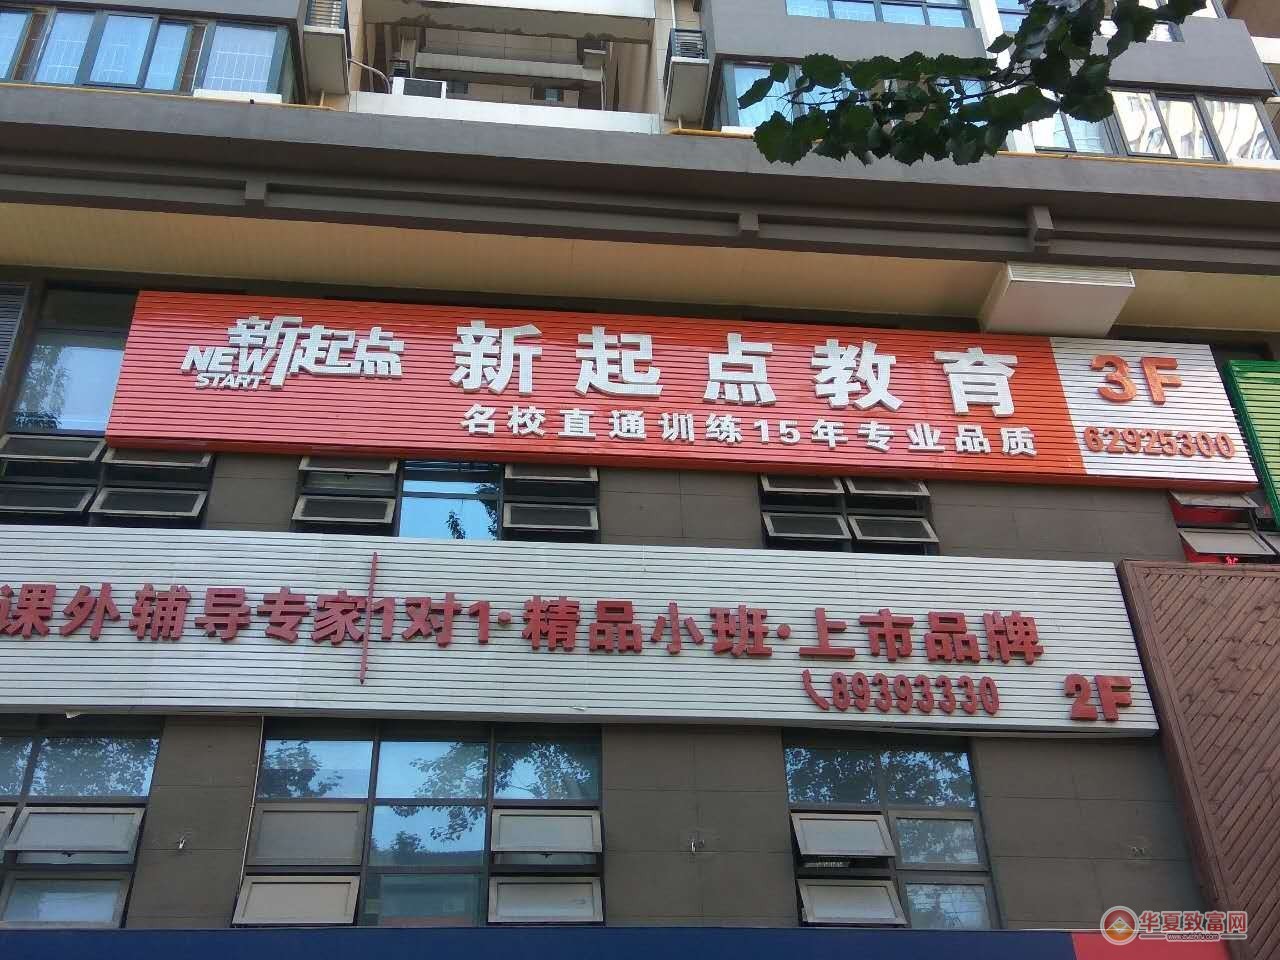 新起点
NEW START
新起点教育
3F
名校直通训练15年专业品质
62925300
课外辅导专家1对1·精品小班·上市品牌
89393330
2F
华夏致富网